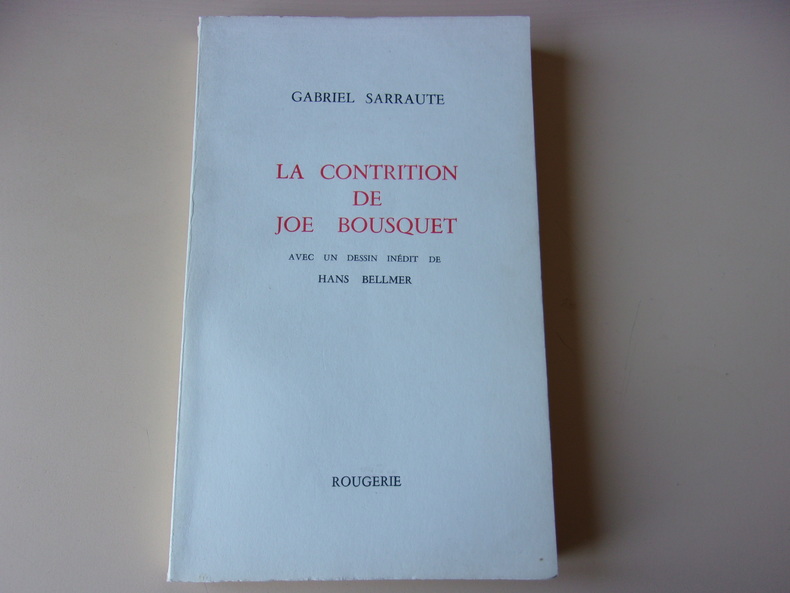 GABRIEL SARRAUTE
LA CONTRITION
DE
JOE BOUSQUET
AVEC UN DESSIN INÉDIT DE
HANS BELLMER
ROUGERIE